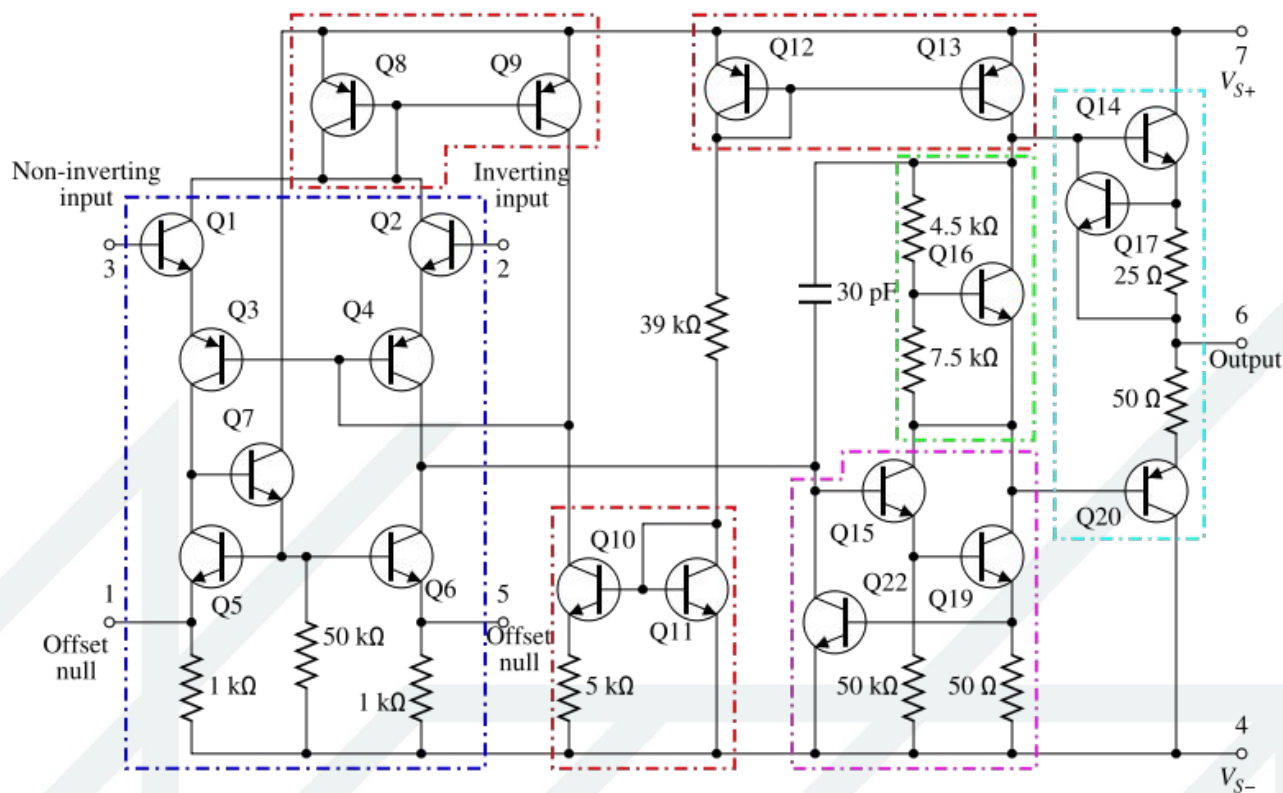 Q8
Q9
Q12
Q13
7
V_S+
Q14
Non-inverting
input
Inverting
input
Q1
Q2
3
2
4.5 kΩ
Q16
Q17
25 Ω
Q3
Q4
30 pF
39 kΩ
6
Output
7.5 kΩ
50 Ω
Q7
Q15
Q20
Q10
Q5
Q6
1
5
Q22
Q19
Q11
Offset
null
Offset
null
50 kΩ
1 kΩ
1 kΩ
5 kΩ
50 kΩ
50 Ω
4
V_S−